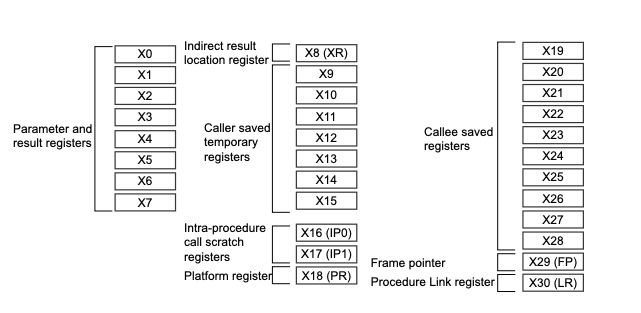 Parameter and
result registers
X0
X1
X2
X3
X4
X5
X6
X7
Indirect result
location register
X8 (XR)
Caller saved
temporary
registers
X9
X10
X11
X12
X13
X14
X15
Intra-procedure
call scratch
registers
X16 (IP0)
X17 (IP1)
Platform register
X18 (PR)
Callee saved
registers
X19
X20
X21
X22
X23
X24
X25
X26
X27
X28
Frame pointer
X29 (FP)
Procedure Link register
X30 (LR)